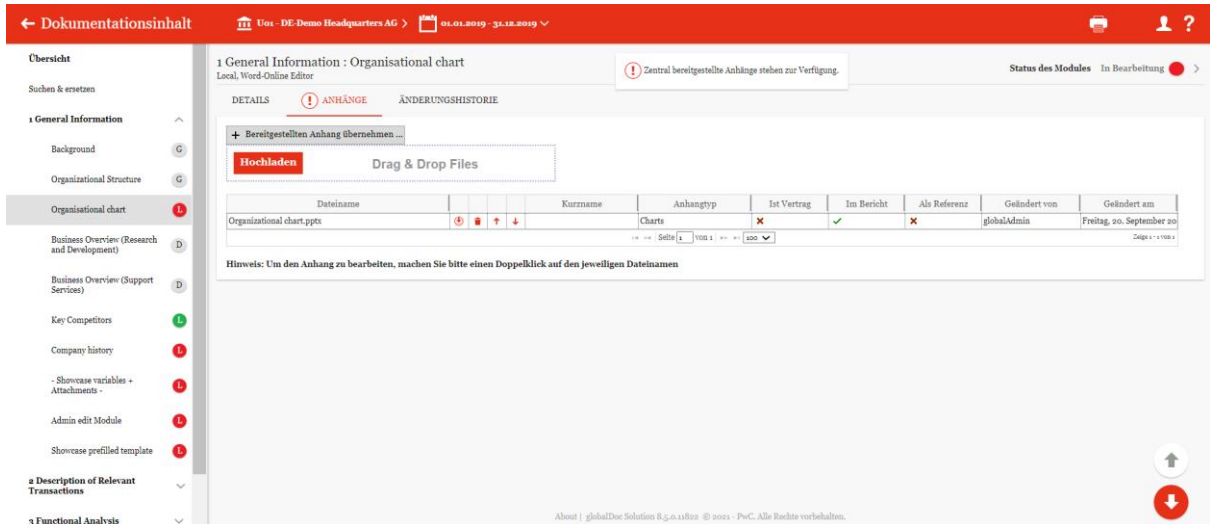 ← Dokumentationsinhalt
U01 - DE-Demo Headquarters AG > 01.01.2019 - 31.12.2019
?
Übersicht
Suchen & ersetzen
1 General Information
Background G
Organizational Structure G
Organisational chart L
Business Overview (Research
and Development) D
Business Overview (Support
Services) D
Key Competitors L
Company history L
- Showcase variables +
Attachments - L
Admin edit Module L
Showcase prefilled template L
2 Description of Relevant
Transactions
3 Functional Analysis
1 General Information : Organisational chart
Local, Word-Online Editor
! Zentral bereitgestellte Anhänge stehen zur Verfügung.
Status des Modules In Bearbeitung >
DETAILS ! ANHÄNGE ÄNDERUNGSHISTORIE
+ Bereitgestellten Anhang übernehmen ...
Hochladen Drag & Drop Files
Dateiname Kurzname Anhangtyp Ist Vertrag Im Bericht Als Referenz Geändert von Geändert am
Organizational chart.pptx Charts globalAdmin Freitag, 20. September 20
Seite 1 von 1 100 Zeige 1 - 1 von 1
Hinweis: Um den Anhang zu bearbeiten, machen Sie bitte einen Doppelklick auf den jeweiligen Dateinamen
About | globalDoc Solution 8.5.0.11822 @ 2021 - PwC. Alle Rechte vorbehalten.